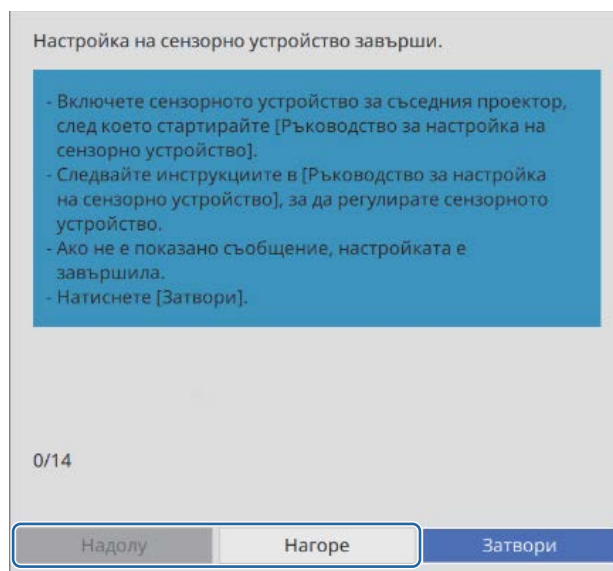 Настройка на сензорно устройство завърши.
- Включете сензорното устройство за съседния проектор,
след което стартирайте [Ръководство за настройка на
сензорно устройство].
- Следвайте инструкциите в [Ръководство за настройка
на сензорно устройство], за да регулирате сензорното
устройство.
- Ако не е показано съобщение, настройката е
завършила.
- Натиснете [Затвори].
0/14
Надолу Нагоре Затвори